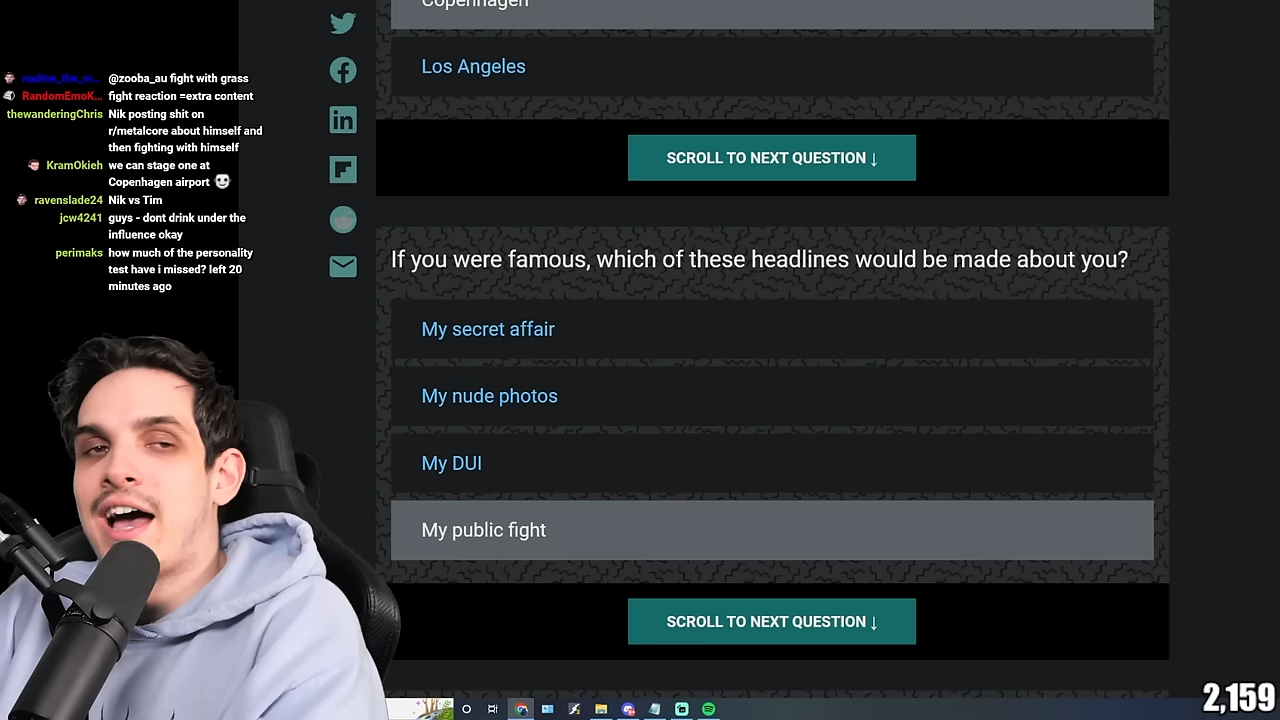 Copenhagen
Los Angeles
SCROLL TO NEXT QUESTION ↓
nadine_the_m... @zooba_au fight with grass
RandomEmoK... fight reaction =extra content
thewanderingChris Nik posting shit on
r/metalcore about himself and
then fighting with himself
KramOkieh we can stage one at
Copenhagen airport
ravenslade24 Nik vs Tim
jcw4241 guys - dont drink under the
influence okay
perimaks how much of the personality
test have i missed? left 20
minutes ago
If you were famous, which of these headlines would be made about you?
My secret affair
My nude photos
My DUI
My public fight
SCROLL TO NEXT QUESTION ↓
2,159